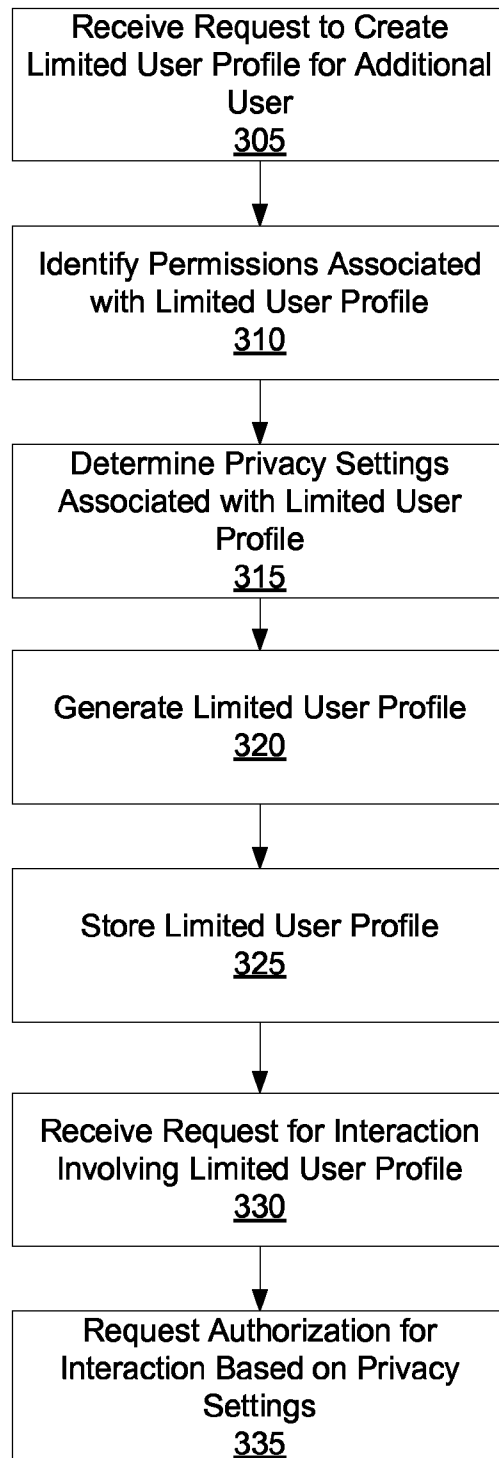 Receive Request to Create
Limited User Profile for Additional
User
305
Identify Permissions Associated
with Limited User Profile
310
Determine Privacy Settings
Associated with Limited User
Profile
315
Generate Limited User Profile
320
Store Limited User Profile
325
Receive Request for Interaction
Involving Limited User Profile
330
Request Authorization for
Interaction Based on Privacy
Settings
335